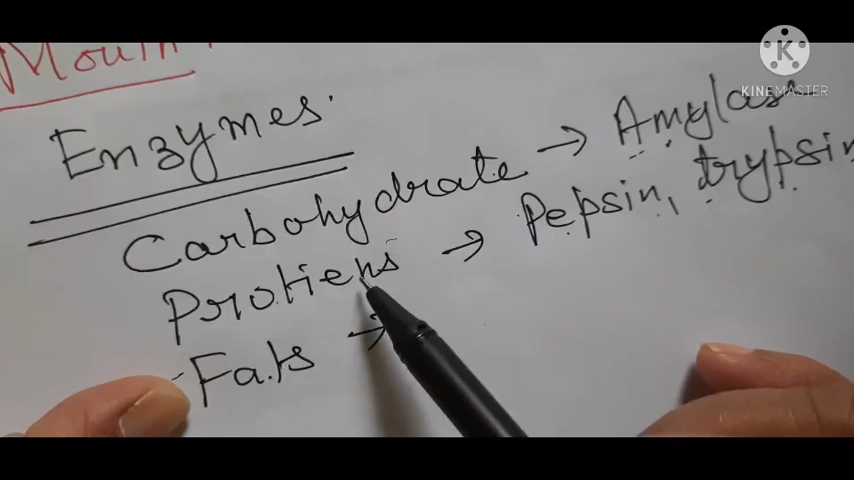 Mouth
KINEMASTER
Enzymes.
Carbohydrate → Amylase
Protiens → Pepsin, trypsin
Fats →